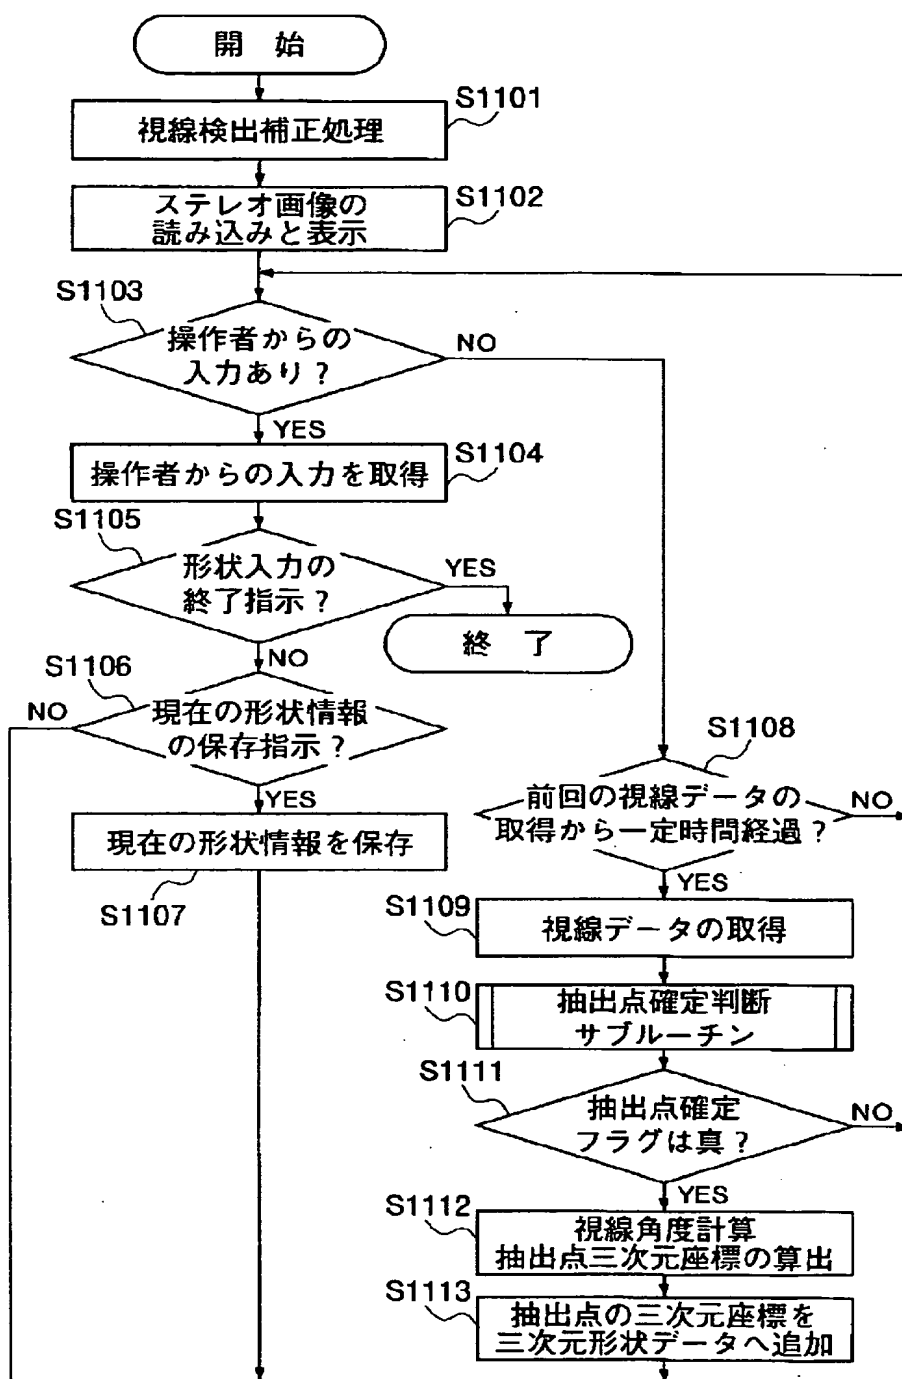 開 始
S1101
視線検出補正処理
S1102
ステレオ画像の
読み込みと表示
S1103
操作者からの
入力あり?
NO
YES
S1104
操作者からの入力を取得
S1105
形状入力の
終了指示?
YES
終 了
NO
S1106
現在の形状情報
の保存指示?
NO
YES
現在の形状情報を保存
S1107
S1108
前回の視線データの
取得から一定時間経過?
NO
YES
S1109
視線データの取得
S1110
抽出点確定判断
サブルーチン
S1111
抽出点確定
フラグは真?
NO
YES
S1112
視線角度計算
抽出点三次元座標の算出
S1113
抽出点の三次元座標を
三次元形状データへ追加